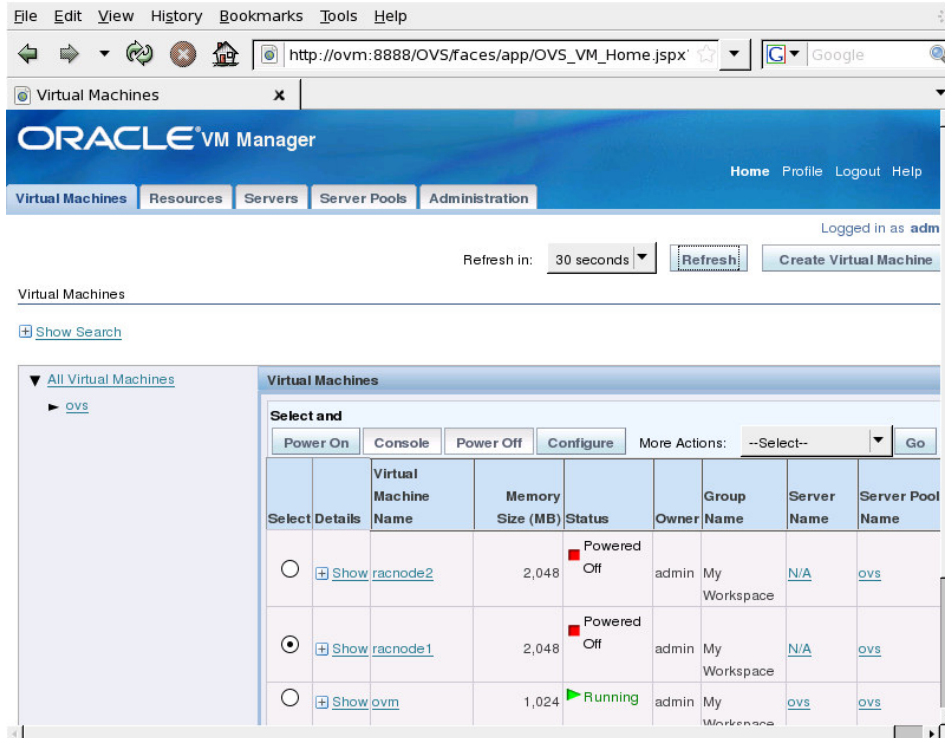 File Edit View History Bookmarks Tools Help
http://ovm:8888/OVS/faces/app/OVS_VM_Home.jspx
G Google
Virtual Machines x
ORACLE VM Manager
Home Profile Logout Help
Virtual Machines Resources Servers Server Pools Administration
Logged in as adm
Refresh in: 30 seconds Refresh Create Virtual Machine
Virtual Machines
Show Search
All Virtual Machines
ovs
Virtual Machines
Select and
Power On Console Power Off Configure More Actions: --Select-- Go
Select Details Virtual Machine Name Memory Size (MB) Status Owner Group Name Server Name Server Pool Name
Show racnode2 2,048 Powered Off admin My Workspace N/A ovs
Show racnode1 2,048 Powered Off admin My Workspace N/A ovs
Show ovm 1,024 Running admin My Workspace ovs ovs